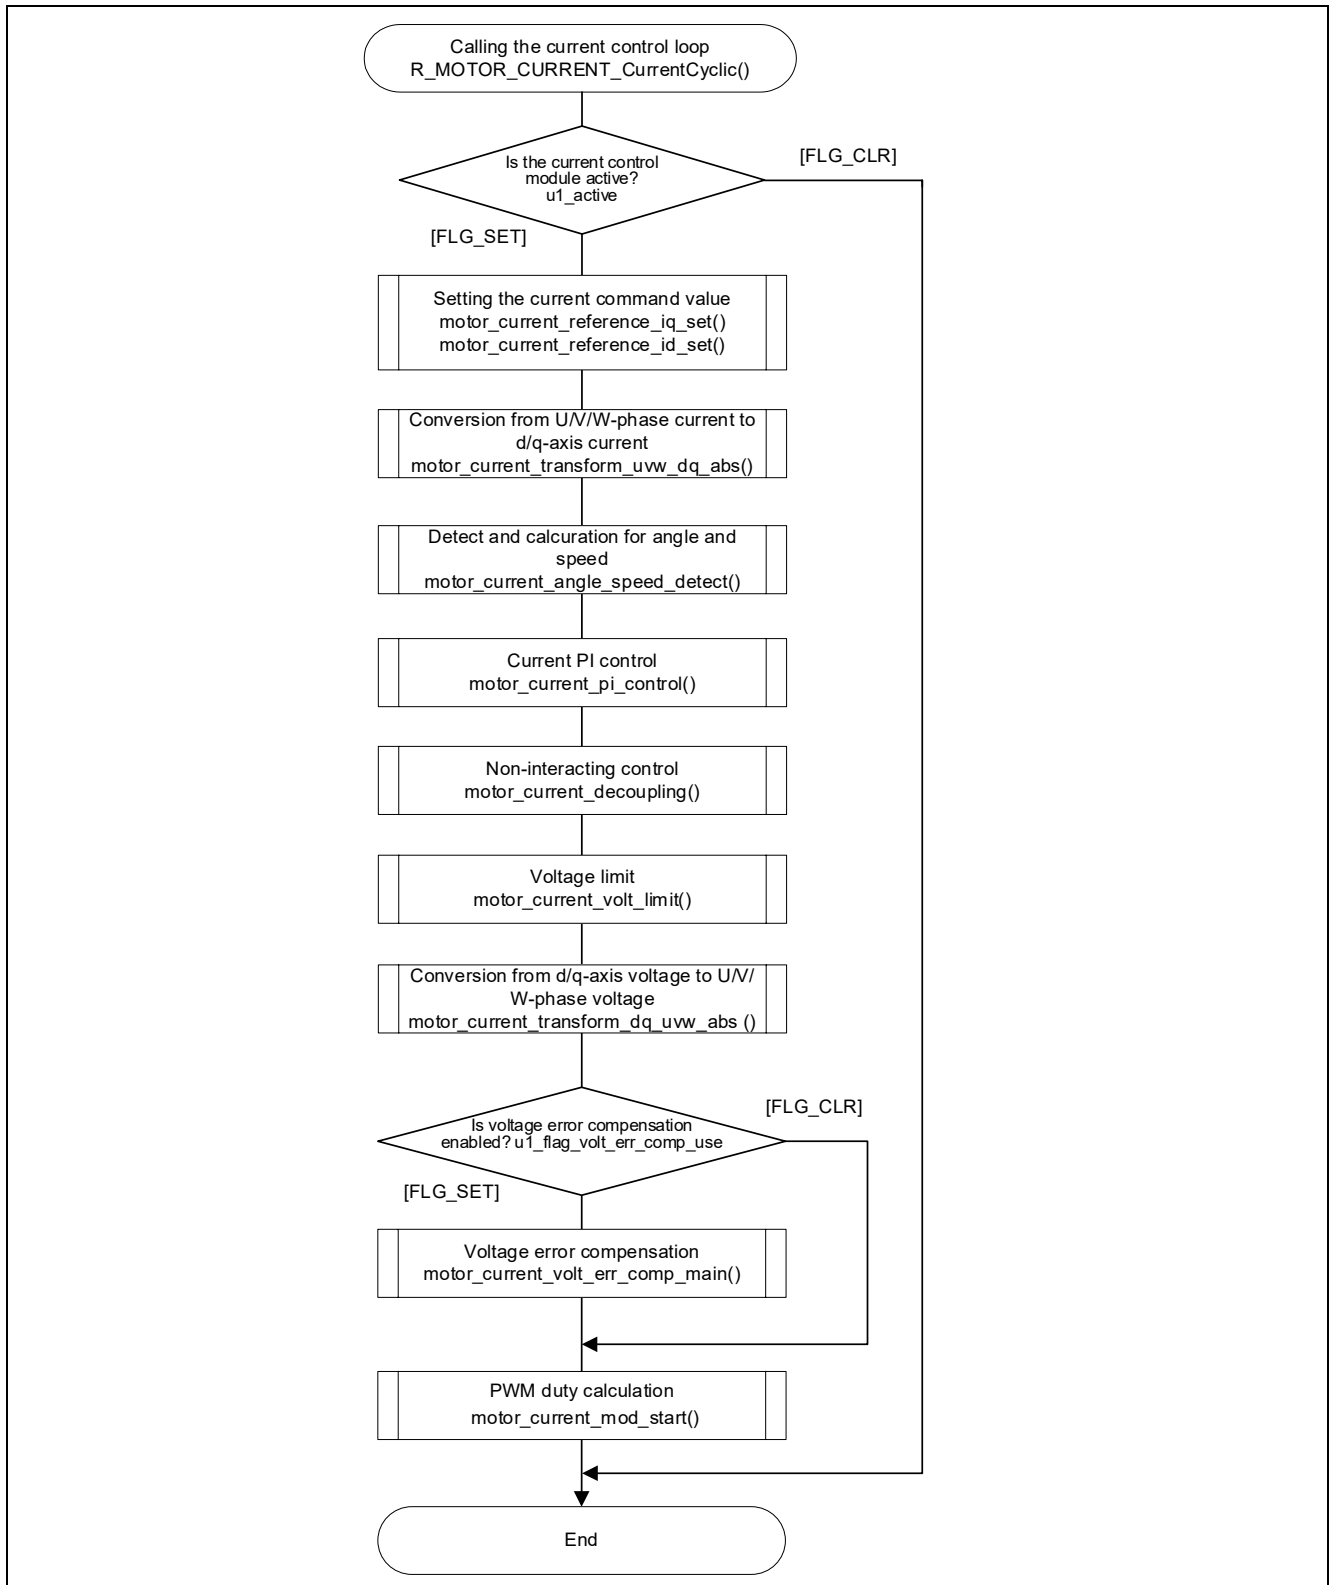 Calling the current control loop
R_MOTOR_CURRENT_CurrentCyclic()
Is the current control
module active?
u1_active
[FLG_CLR]
[FLG_SET]
Setting the current command value
motor_current_reference_iq_set()
motor_current_reference_id_set()
Conversion from U/V/W-phase current to
d/q-axis current
motor_current_transform_uvw_dq_abs()
Detect and calcuration for angle and
speed
motor_current_angle_speed_detect()
Current PI control
motor_current_pi_control()
Non-interacting control
motor_current_decoupling()
Voltage limit
motor_current_volt_limit()
Conversion from d/q-axis voltage to U/V/
W-phase voltage
motor_current_transform_dq_uvw_abs ()
[FLG_CLR]
Is voltage error compensation
enabled? u1_flag_volt_err_comp_use
[FLG_SET]
Voltage error compensation
motor_current_volt_err_comp_main()
PWM duty calculation
motor_current_mod_start()
End